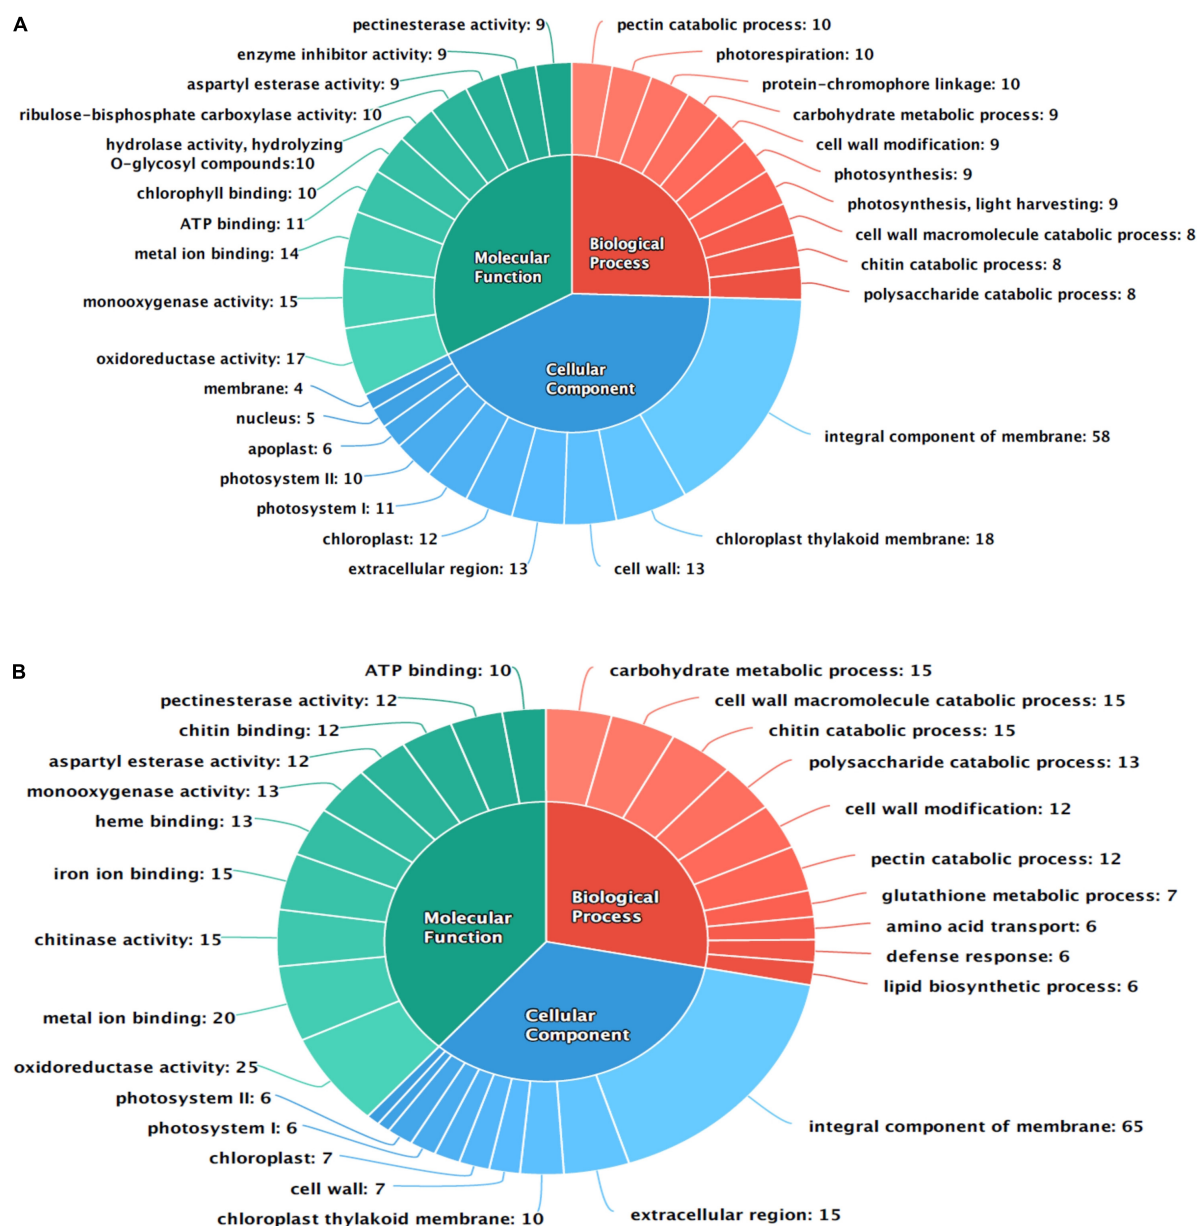 A
pectinesterase activity: 9
pectin catabolic process: 10
enzyme inhibitor activity: 9
photorespiration: 10
aspartyl esterase activity: 9
protein-chromophore linkage: 10
ribulose-bisphosphate carboxylase activity: 10
carbohydrate metabolic process: 9
hydrolase activity, hydrolyzing
O-glycosyl compounds:10
cell wall modification: 9
photosynthesis: 9
chlorophyll binding: 10
photosynthesis, light harvesting: 9
ATP binding: 11
cell wall macromolecule catabolic process: 8
metal ion binding: 14
chitin catabolic process: 8
monooxygenase activity: 15
polysaccharide catabolic process: 8
Molecular
Function
Biological
Process
Cellular
Component
oxidoreductase activity: 17
membrane: 4
nucleus: 5
apoplast: 6
photosystem II: 10
photosystem I: 11
chloroplast: 12
extracellular region: 13
cell wall: 13
chloroplast thylakoid membrane: 18
integral component of membrane: 58
B
ATP binding: 10
carbohydrate metabolic process: 15
pectinesterase activity: 12
cell wall macromolecule catabolic process: 15
chitin binding: 12
chitin catabolic process: 15
aspartyl esterase activity: 12
polysaccharide catabolic process: 13
monooxygenase activity: 13
cell wall modification: 12
heme binding: 13
pectin catabolic process: 12
iron ion binding: 15
glutathione metabolic process: 7
amino acid transport: 6
chitinase activity: 15
defense response: 6
lipid biosynthetic process: 6
Molecular
Function
Biological
Process
Cellular
Component
metal ion binding: 20
oxidoreductase activity: 25
photosystem II: 6
photosystem I: 6
chloroplast: 7
cell wall: 7
chloroplast thylakoid membrane: 10
extracellular region: 15
integral component of membrane: 65